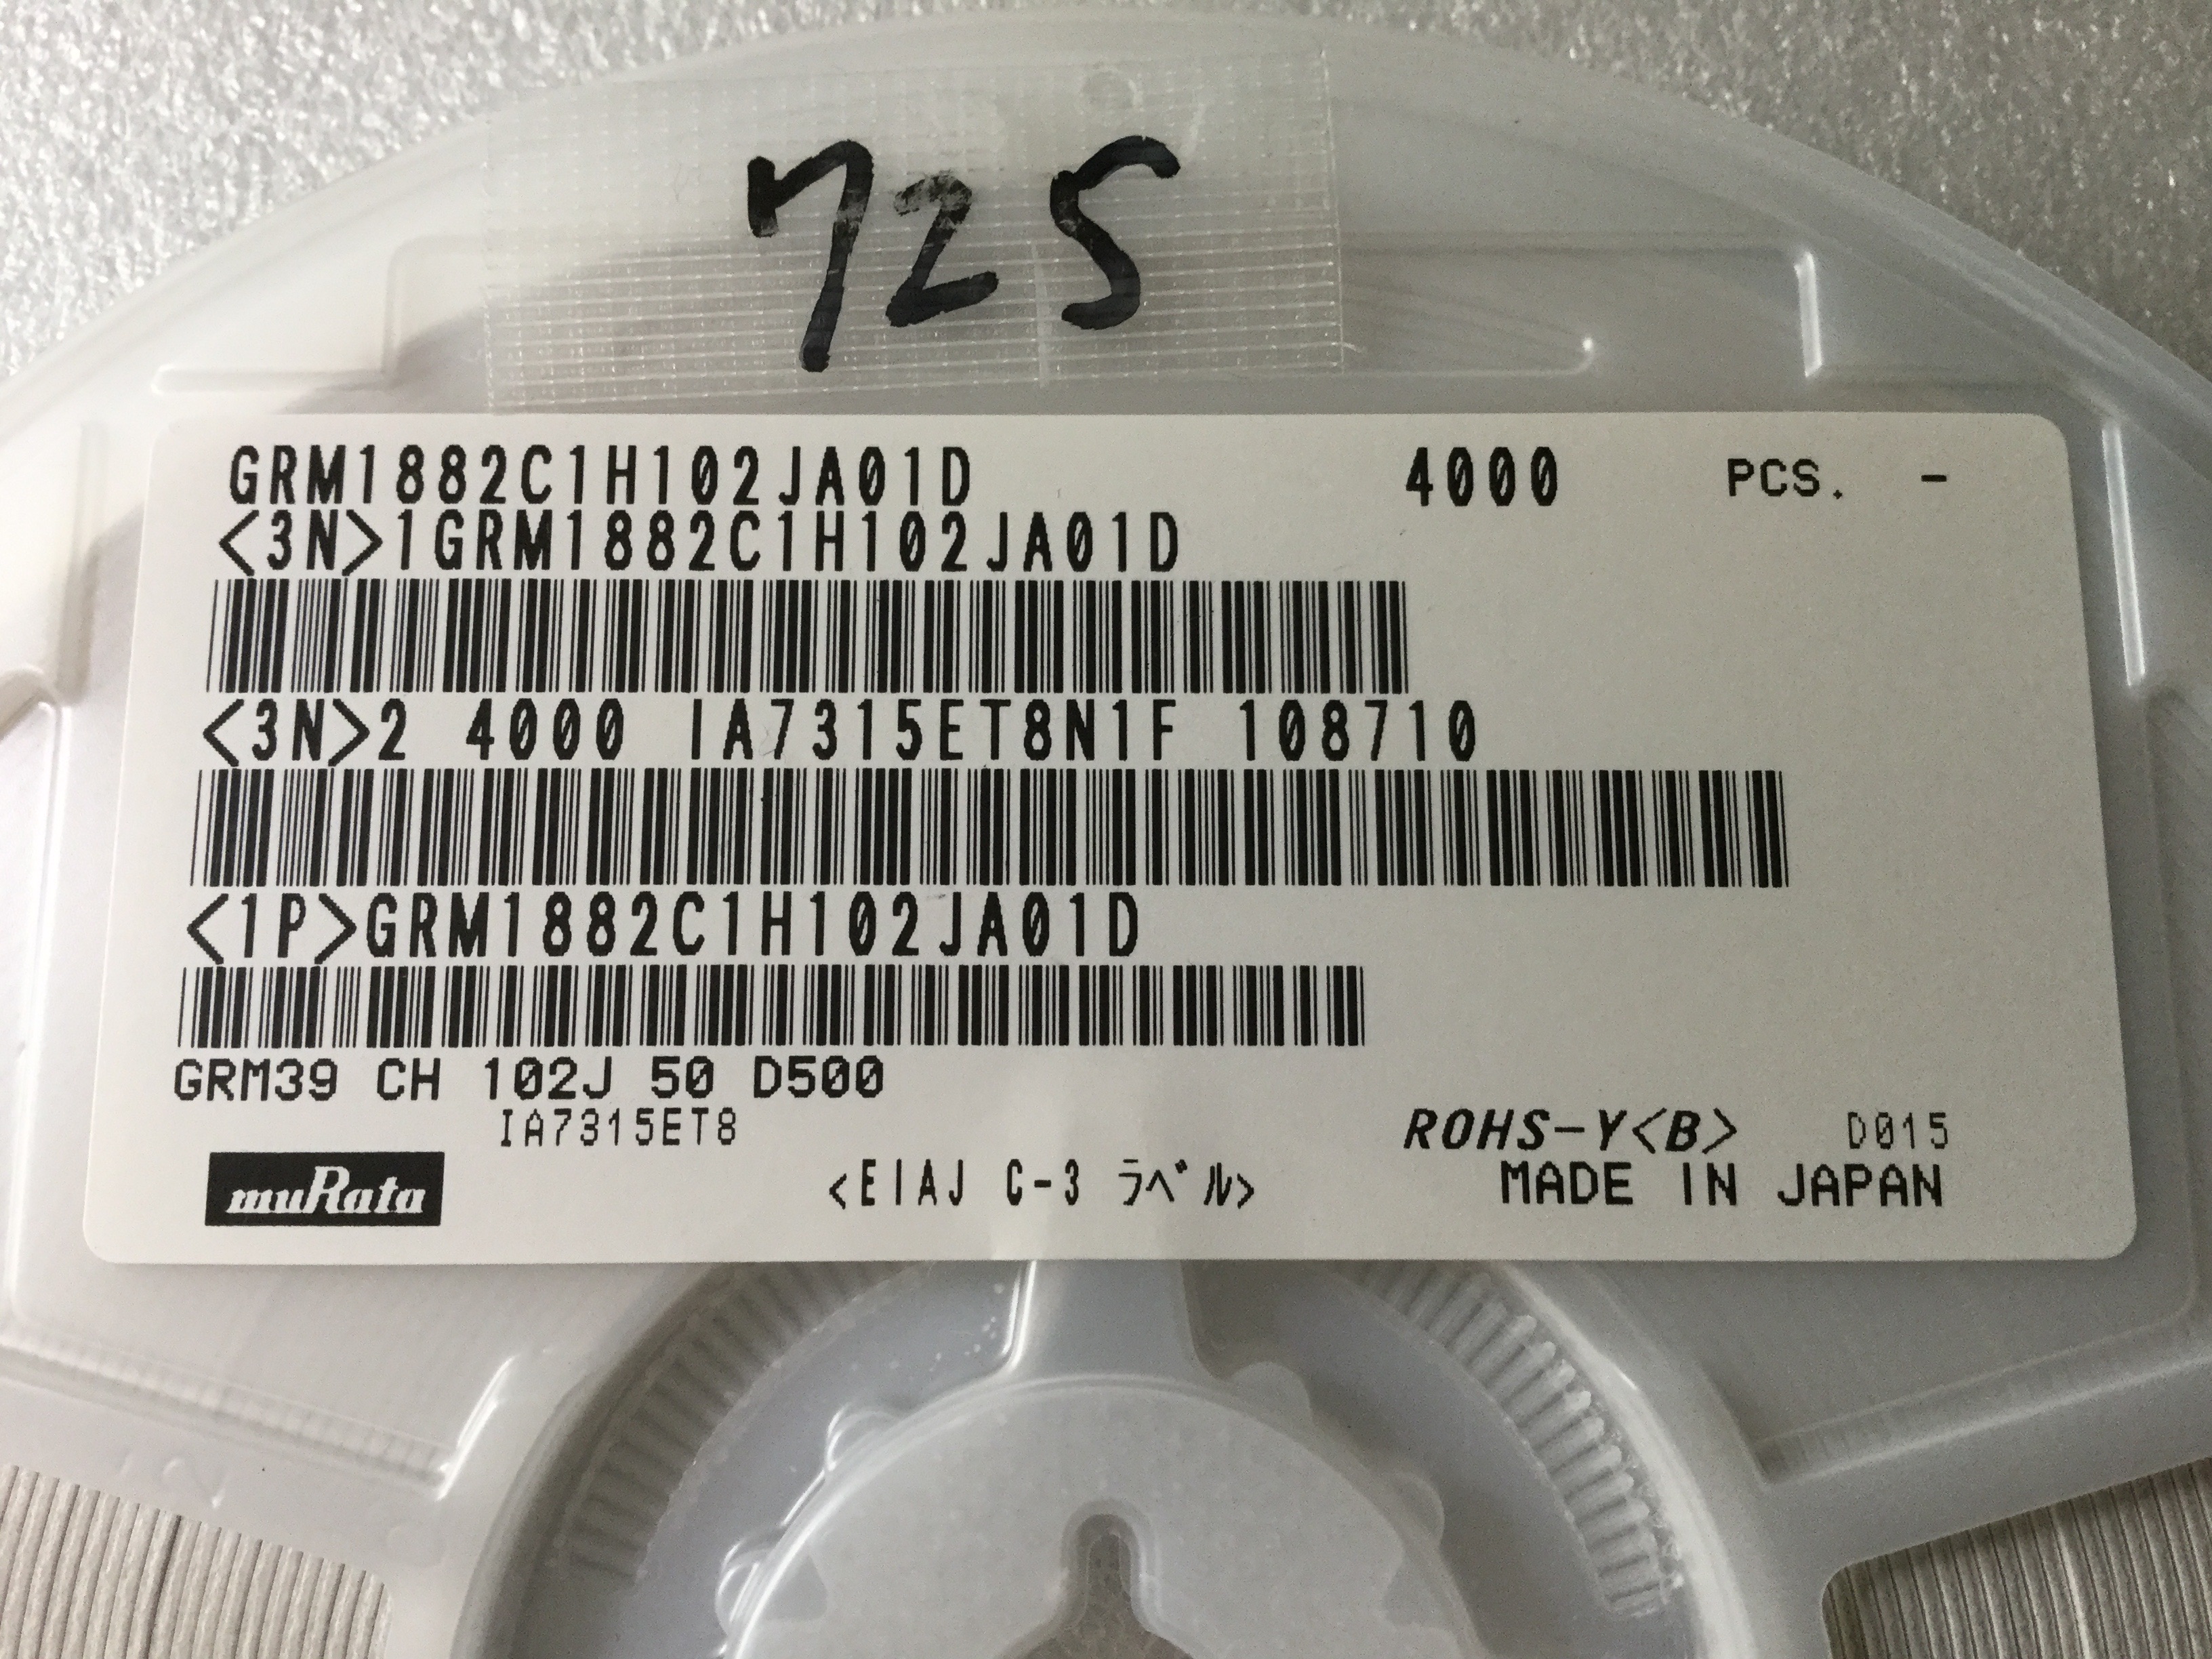 725
GRM1882C1H102JA01D 4000 PCS. -
<3N>1GRM1882C1H102JA01D
<3N>2 4000 IA7315ET8N1F 108710
<1P>GRM1882C1H102JA01D
GRM39 CH 102J 50 D500
IA7315ET8
ROHS-Y<B> D015
muRata
<EIAJ C-3 ラベル>
MADE IN JAPAN